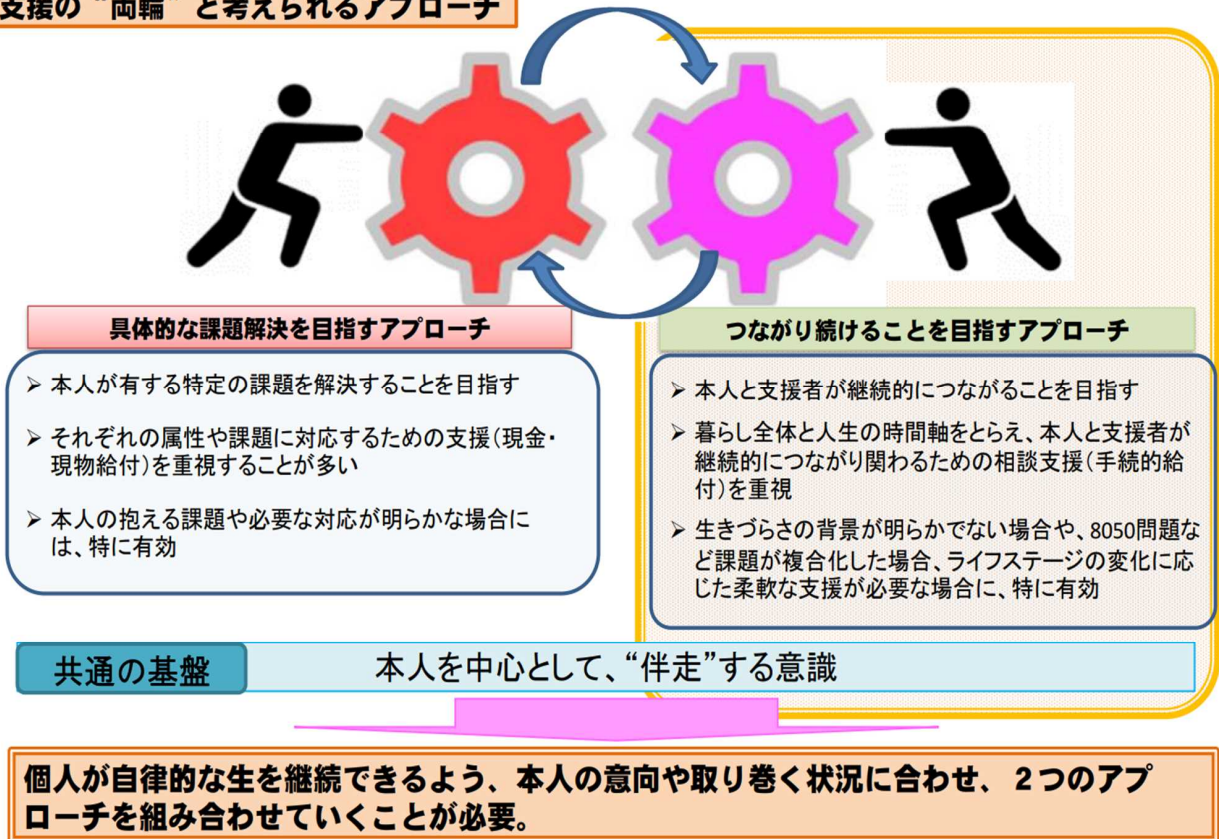 支援の“両輪”と考えられるアプローチ
具体的な課題解決を目指すアプローチ
➢ 本人が有する特定の課題を解決することを目指す
➢ それぞれの属性や課題に対応するための支援(現金・
現物給付)を重視することが多い
➢ 本人の抱える課題や必要な対応が明らかな場合に
は、特に有効
つながり続けることを目指すアプローチ
➢ 本人と支援者が継続的につながることを目指す
➢ 暮らし全体と人生の時間軸をとらえ、本人と支援者が
継続的につながり関わるための相談支援(手続的給
付)を重視
➢ 生きづらさの背景が明らかでない場合や、8050問題な
ど課題が複合化した場合、ライフステージの変化に応
じた柔軟な支援が必要な場合に、特に有効
共通の基盤
本人を中心として、“伴走”する意識
個人が自律的な生を継続できるよう、本人の意向や取り巻く状況に合わせ、2つのアプ
ローチを組み合わせていくことが必要。